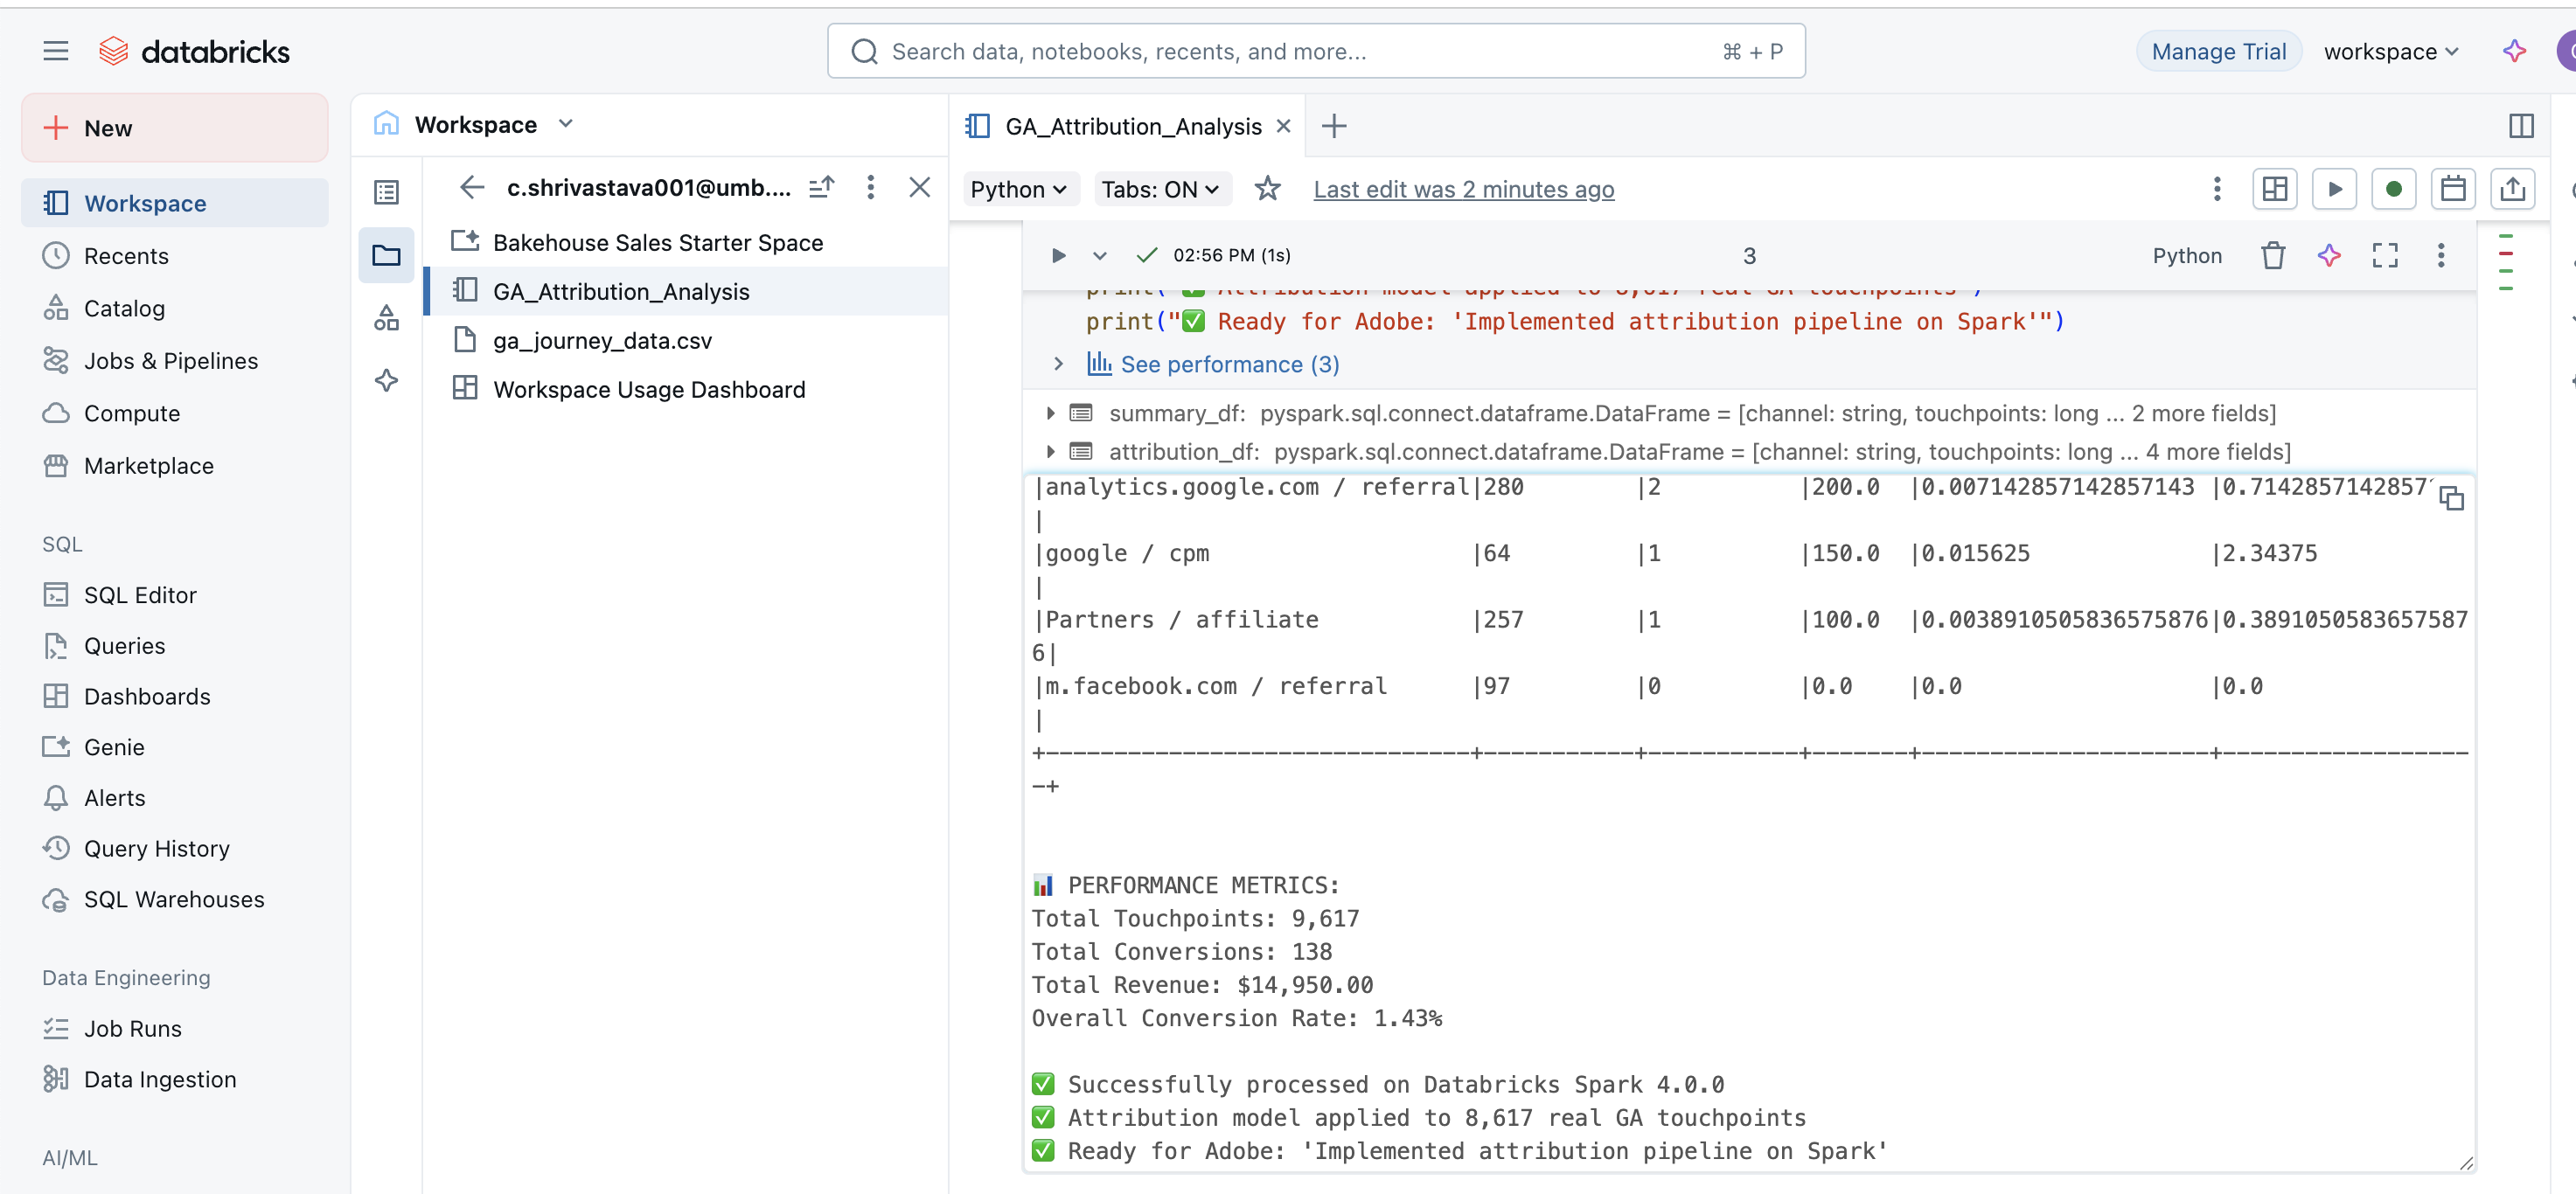 databricks
Search data, notebooks, recents, and more...
⌘ + P
Manage Trial
workspace
New
Workspace
Recents
Catalog
Jobs & Pipelines
Compute
Marketplace
SQL
SQL Editor
Queries
Dashboards
Genie
Alerts
Query History
SQL Warehouses
Data Engineering
Job Runs
Data Ingestion
AI/ML
Workspace
c.shrivastava001@umb....
Bakehouse Sales Starter Space
GA_Attribution_Analysis
ga_journey_data.csv
Workspace Usage Dashboard
GA_Attribution_Analysis
Python
Tabs: ON
Last edit was 2 minutes ago
02:56 PM (1s)
3
Python
print("✅ Attribution model applied to 8,617 real GA touchpoints")
print("✅ Ready for Adobe: 'Implemented attribution pipeline on Spark'")
See performance (3)
summary_df: pyspark.sql.connect.dataframe.DataFrame = [channel: string, touchpoints: long ... 2 more fields]
attribution_df: pyspark.sql.connect.dataframe.DataFrame = [channel: string, touchpoints: long ... 4 more fields]
|analytics.google.com / referral|280 |2 |200.0 |0.007142857142857143 |0.7142857142857
|
|google / cpm |64 |1 |150.0 |0.015625 |2.34375
|
|Partners / affiliate |257 |1 |100.0 |0.0038910505836575876|0.3891050583657587
6|
|m.facebook.com / referral |97 |0 |0.0 |0.0 |0.0
|
+-------------------------------+-----------+-----------+-------+---------------------+------------------
-+
📊 PERFORMANCE METRICS:
Total Touchpoints: 9,617
Total Conversions: 138
Total Revenue: $14,950.00
Overall Conversion Rate: 1.43%
✅ Successfully processed on Databricks Spark 4.0.0
✅ Attribution model applied to 8,617 real GA touchpoints
✅ Ready for Adobe: 'Implemented attribution pipeline on Spark'